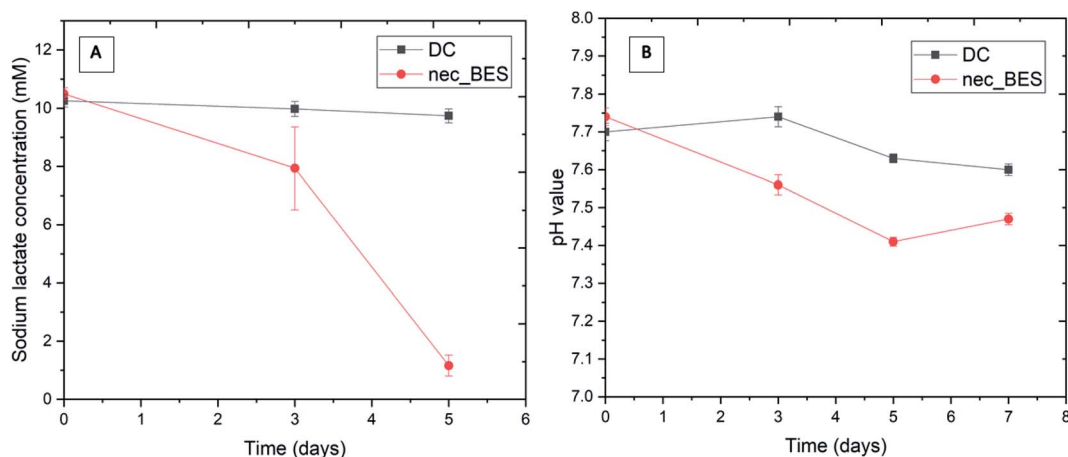 A
DC
nec_BES
Sodium lactate concentration (mM)
12
10
8
6
4
2
0
0 1 2 3 4 5 6
Time (days)
B
DC
nec_BES
pH value
8.0
7.9
7.8
7.7
7.6
7.5
7.4
7.3
7.2
7.1
7.0
0 1 2 3 4 5 6 7 8
Time (days)